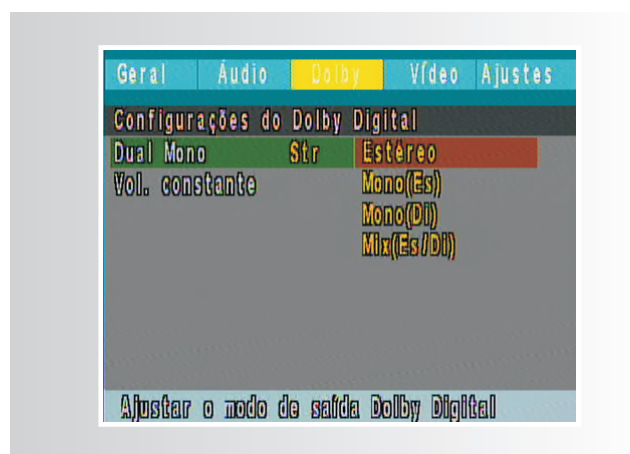 Geral Áudio Dolby Vídeo Ajustes
Configurações do Dolby Digital
Dual Mono Str Estéreo
Vol. constante Mono(Es)
Mono(Di)
Mix(Es/Di)
Ajustar o modo de saída Dolby Digital